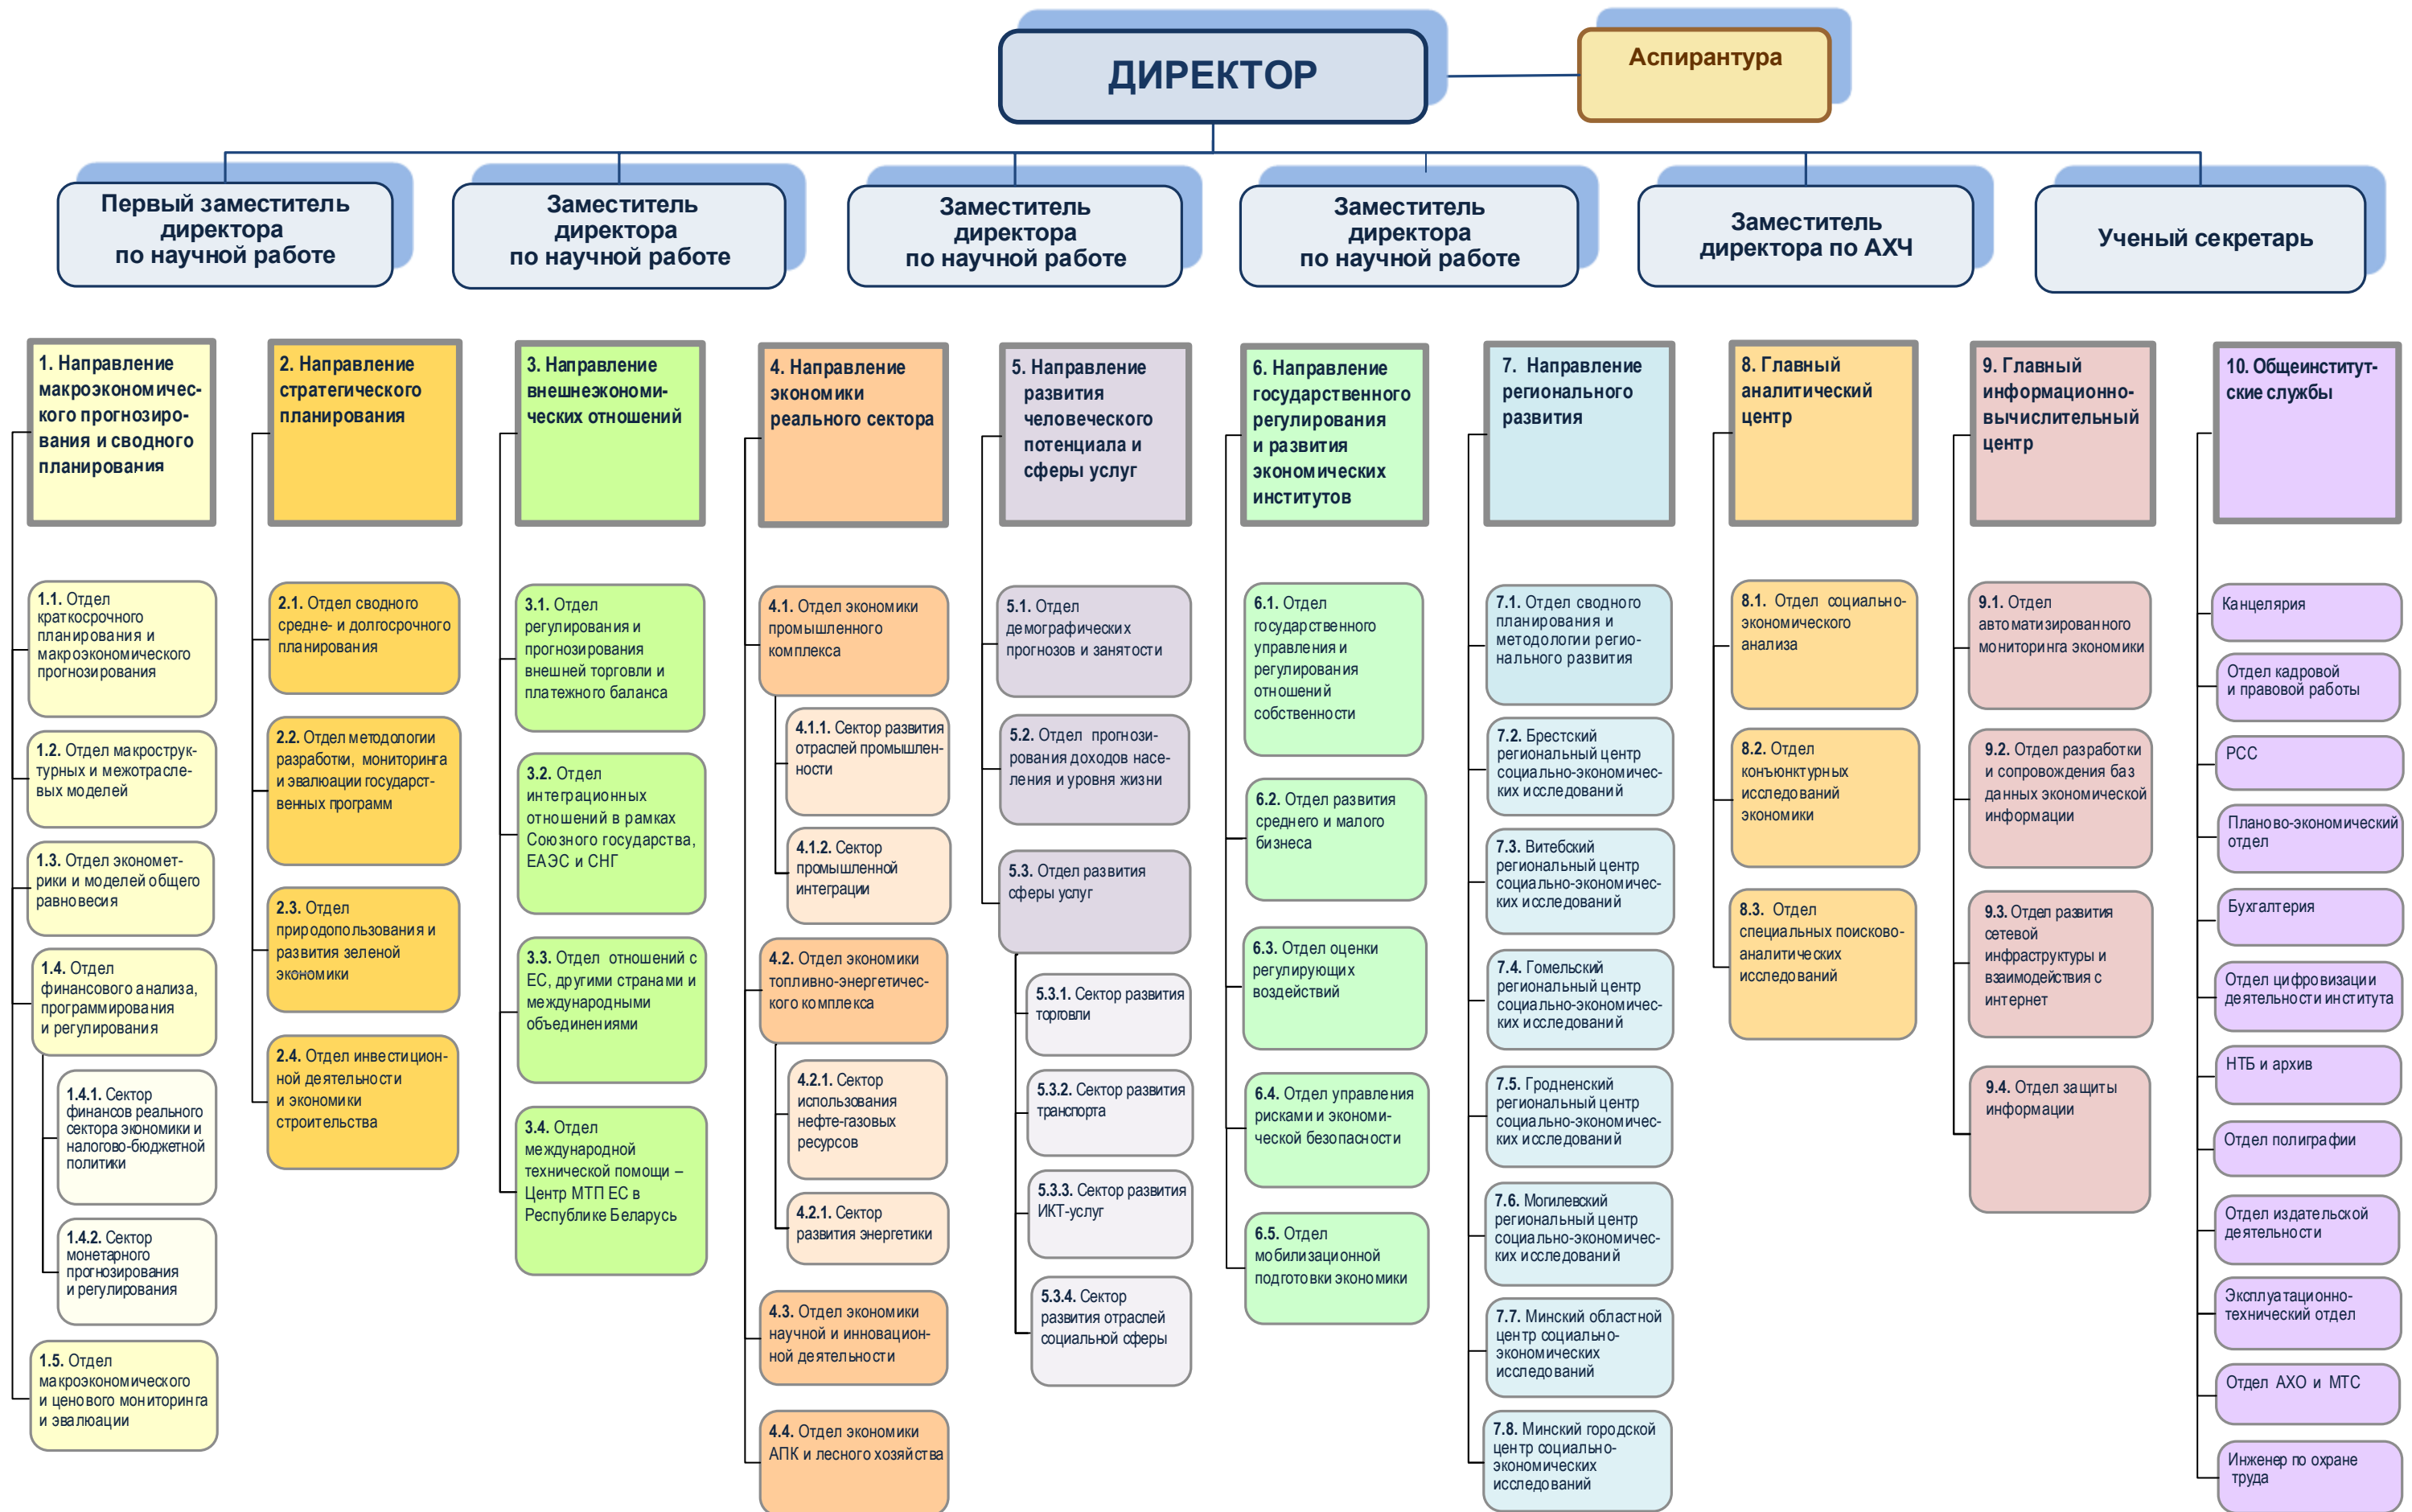 ДИРЕКТОР
Аспирантура
Первый заместитель
директора
по научной работе
Заместитель
директора
по научной работе
Заместитель
директора
по научной работе
Заместитель
директора
по научной работе
Заместитель
директора по АХЧ
Ученый секретарь
1. Направление
макроэкономичес-
кого прогнозиро-
вания и сводного
планирования
1.1. Отдел
краткосрочного
планирования и
макроэкономического
прогнозирования
1.2. Отдел макрострук-
турных и межотрасле-
вых моделей
1.3. Отдел экономет-
рики и моделей общего
равновесия
1.4. Отдел
финансового анализа,
программирования
и регулирования
1.4.1. Сектор
финансов реального
сектора экономики и
налогово-бюджетной
политики
1.4.2. Сектор
монетарного
прогнозирования
и регулирования
1.5. Отдел
макроэкономического
и ценового мониторинга
и эвалюации
2. Направление
стратегического
планирования
2.1. Отдел сводного
средне- и долгосрочного
планирования
2.2. Отдел методологии
разработки, мониторинга
и эвалюации государст-
венных программ
2.3. Отдел
природопользования и
развития зеленой
экономики
2.4. Отдел инвестицион-
ной деятельности
и экономики
строительства
3. Направление
внешнеэкономи-
ческих отношений
3.1. Отдел
регулирования и
прогнозирования
внешней торговли и
платежного баланса
3.2. Отдел
интеграционных
отношений в рамках
Союзного государства,
ЕАЭС и СНГ
3.3. Отдел отношений с
ЕС, другими странами и
международными
объединениями
3.4. Отдел
международной
технической помощи –
Центр МТП ЕС в
Республике Беларусь
4. Направление
экономики
реального сектора
4.1. Отдел экономики
промышленного
комплекса
4.1.1. Сектор развития
отраслей промышлен-
ности
4.1.2. Сектор
промышленной
интеграции
4.2. Отдел экономики
топливно-энергетичес-
кого комплекса
4.2.1. Сектор
использования
нефте-газовых
ресурсов
4.2.1. Сектор
развития энергетики
4.3. Отдел экономики
научной и инновацион-
ной деятельности
4.4. Отдел экономики
АПК и лесного хозяйства
5. Направление
развития
человеческого
потенциала и
сферы услуг
5.1. Отдел
демографических
прогнозов и занятости
5.2. Отдел прогнози-
рования доходов насе-
ления и уровня жизни
5.3. Отдел развития
сферы услуг
5.3.1. Сектор развития
торговли
5.3.2. Сектор развития
транспорта
5.3.3. Сектор развития
ИКТ-услуг
5.3.4. Сектор
развития отраслей
социальной сферы
6. Направление
государственного
регулирования
и развития
экономических
институтов
6.1. Отдел
государственного
управления и
регулирования
отношений
собственности
6.2. Отдел развития
среднего и малого
бизнеса
6.3. Отдел оценки
регулирующих
воздействий
6.4. Отдел управления
рисками и экономи-
ческой безопасности
6.5. Отдел
мобилизационной
подготовки экономики
7. Направление
регионального
развития
7.1. Отдел сводного
планирования и
методологии регио-
нального развития
7.2. Брестский
региональный центр
социально-экономичес-
ких исследований
7.3. Витебский
региональный центр
социально-экономичес-
ких исследований
7.4. Гомельский
региональный центр
социально-экономичес-
ких исследований
7.5. Гродненский
региональный центр
социально-экономичес-
ких исследований
7.6. Могилевский
региональный центр
социально-экономичес-
ких исследований
7.7. Минский областной
центр социально-
экономических
исследований
7.8. Минский городской
центр социально-
экономических
исследований
8. Главный
аналитический
центр
8.1. Отдел социально-
экономического
анализа
8.2. Отдел
конъюнктурных
исследований
экономики
8.3. Отдел
специальных поисково-
аналитических
исследований
9. Главный
информационно-
вычислительный
центр
9.1. Отдел
автоматизированного
мониторинга экономики
9.2. Отдел разработки
и сопровождения баз
данных экономической
информации
9.3. Отдел развития
сетевой
инфраструктуры и
взаимодействия с
интернет
9.4. Отдел защиты
информации
10. Общеинститут-
ские службы
Канцелярия
Отдел кадровой
и правовой работы
РСС
Планово-экономический
отдел
Бухгалтерия
Отдел цифровизации
деятельности института
НТБ и архив
Отдел полиграфии
Отдел издательской
деятельности
Эксплуатационно-
технический отдел
Отдел АХО и МТС
Инженер по охране
труда